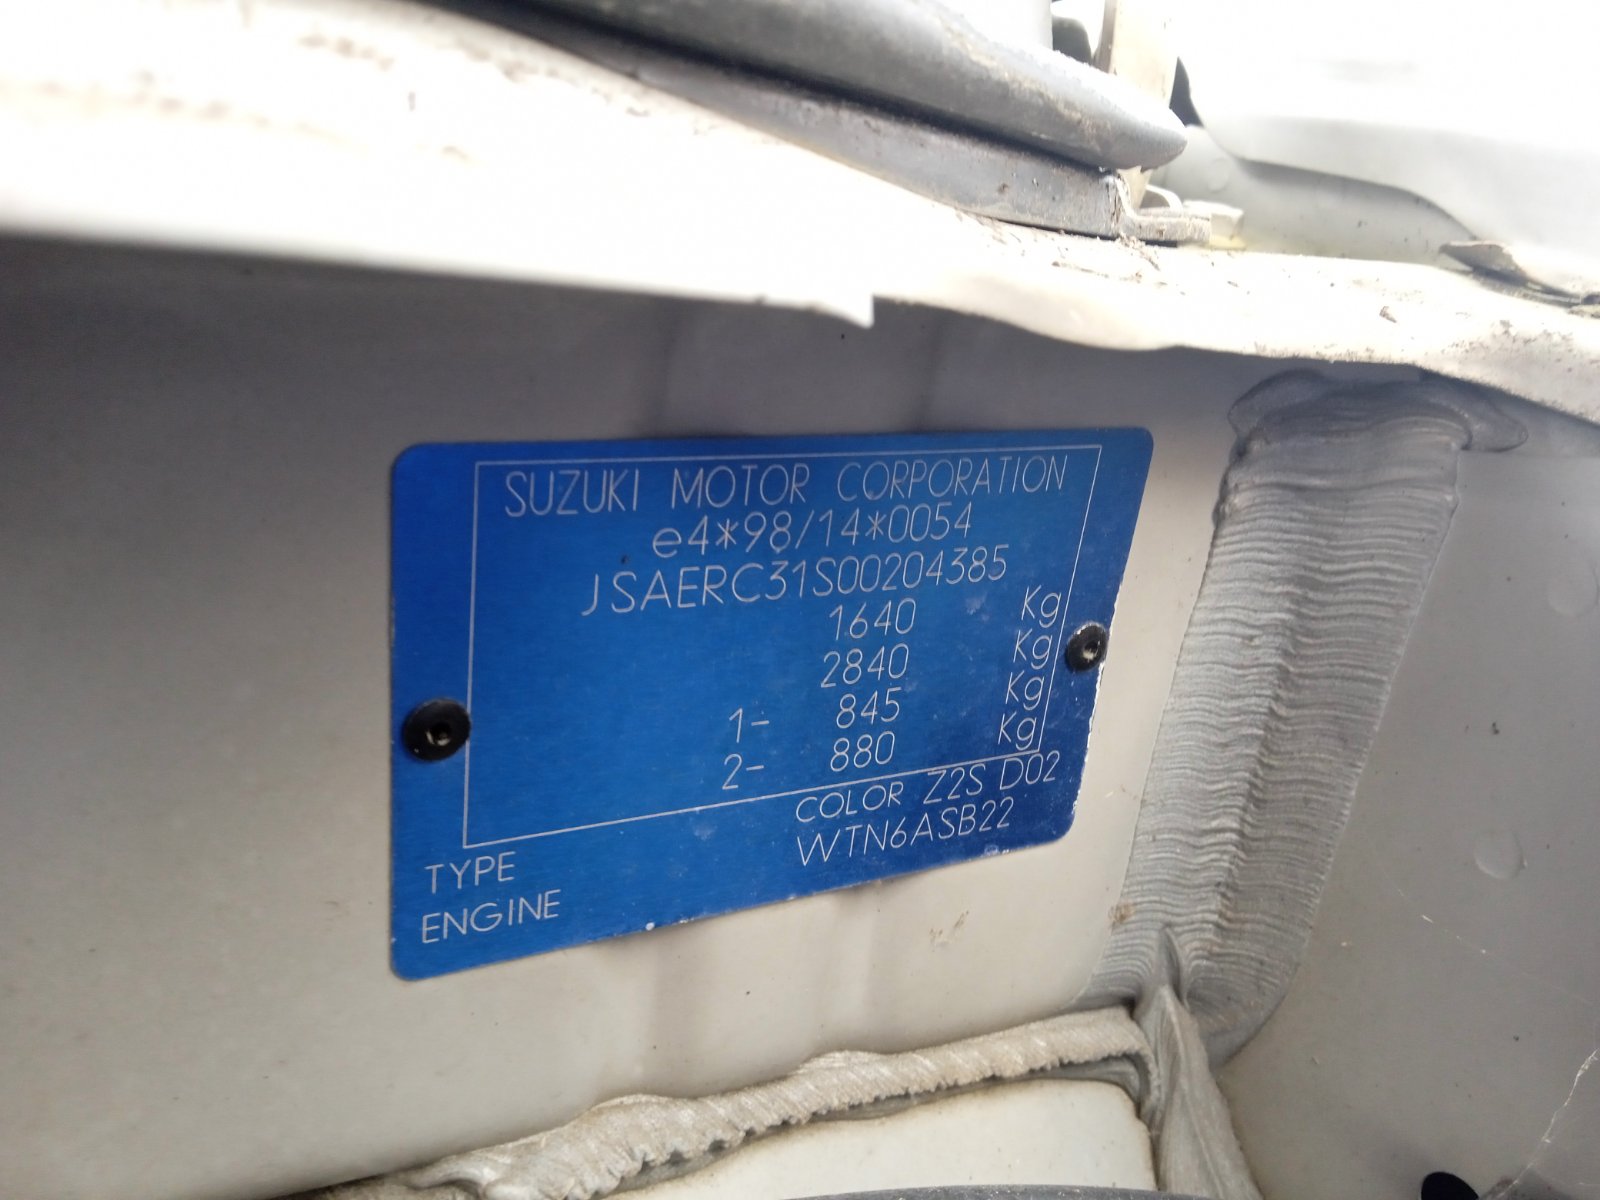 SUZUKI MOTOR CORPORATION
e4*98/14*0054
JSAERC31S00204385
1640 Kg
2840 Kg
1- 845 Kg
2- 880 Kg
COLOR Z2S D02
TYPE WTN6ASB22
ENGINE